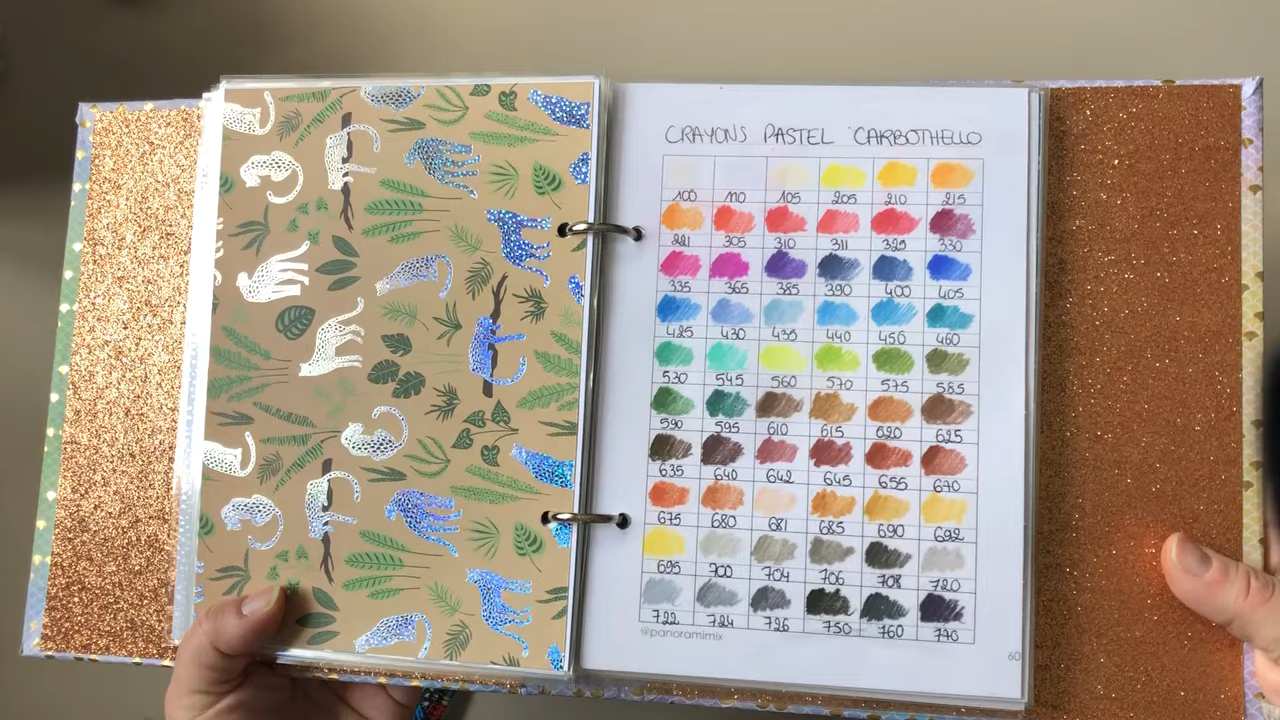 CRAYONS PASTEL CARBOTHELLO
100 110 105 205 210 215
221 305 310 311 325 330
335 365 385 390 400 405
425 430 435 440 450 460
530 545 560 570 575 585
590 595 610 615 620 625
635 640 642 645 655 670
675 680 681 685 690 692
695 700 704 706 708 720
722 724 726 750 760 770
@panoramimix
60